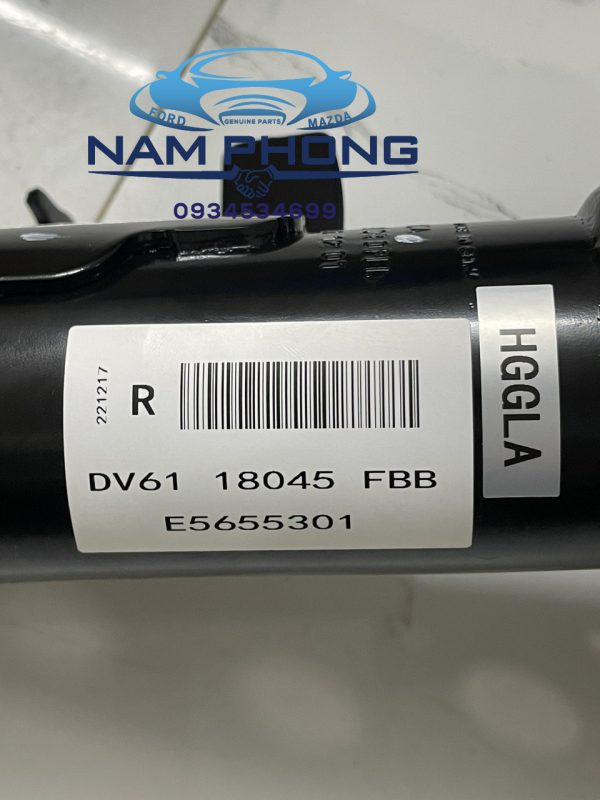 FORD
GENUINE PARTS
MAZDA
NAM PHONG
0934534699
221217
R
DV61 18045 FBB
E5655301
HGGLA